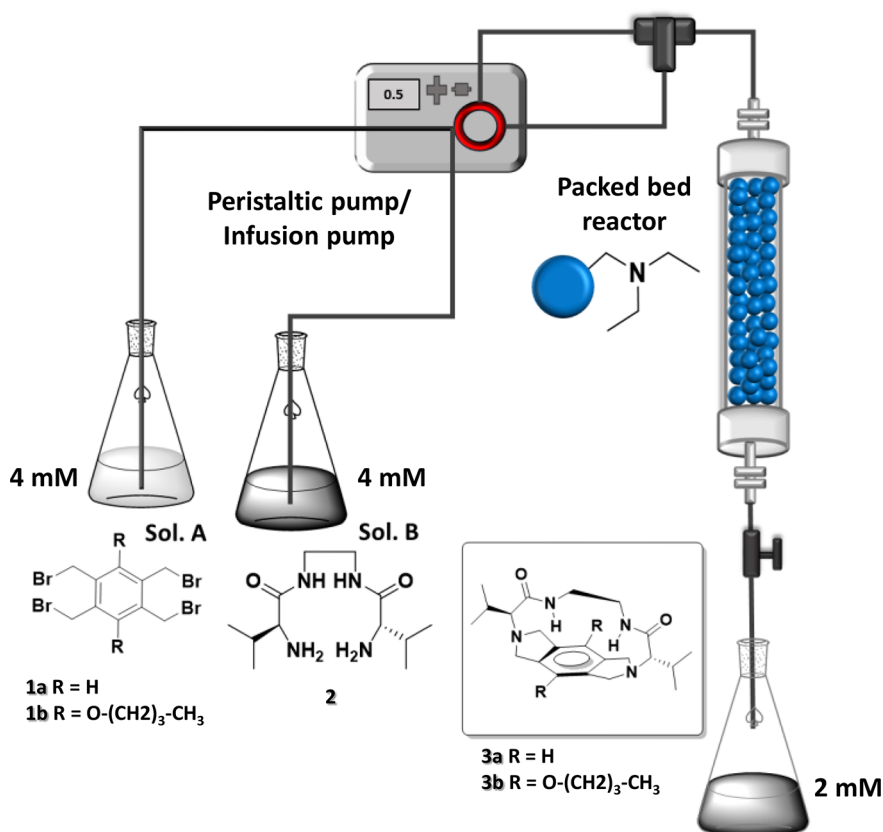 0.5
Peristaltic pump/
Infusion pump
Packed bed
reactor
N
4 mM
4 mM
Sol. A
Sol. B
R
Br
Br
Br
Br
R
O
NH HN
O
NH2
H2N
1a R = H
1b R = O-(CH2)3-CH3
2
O
N
H
R
N
H
O
N
N
R
3a R = H
3b R = O-(CH2)3-CH3
2 mM